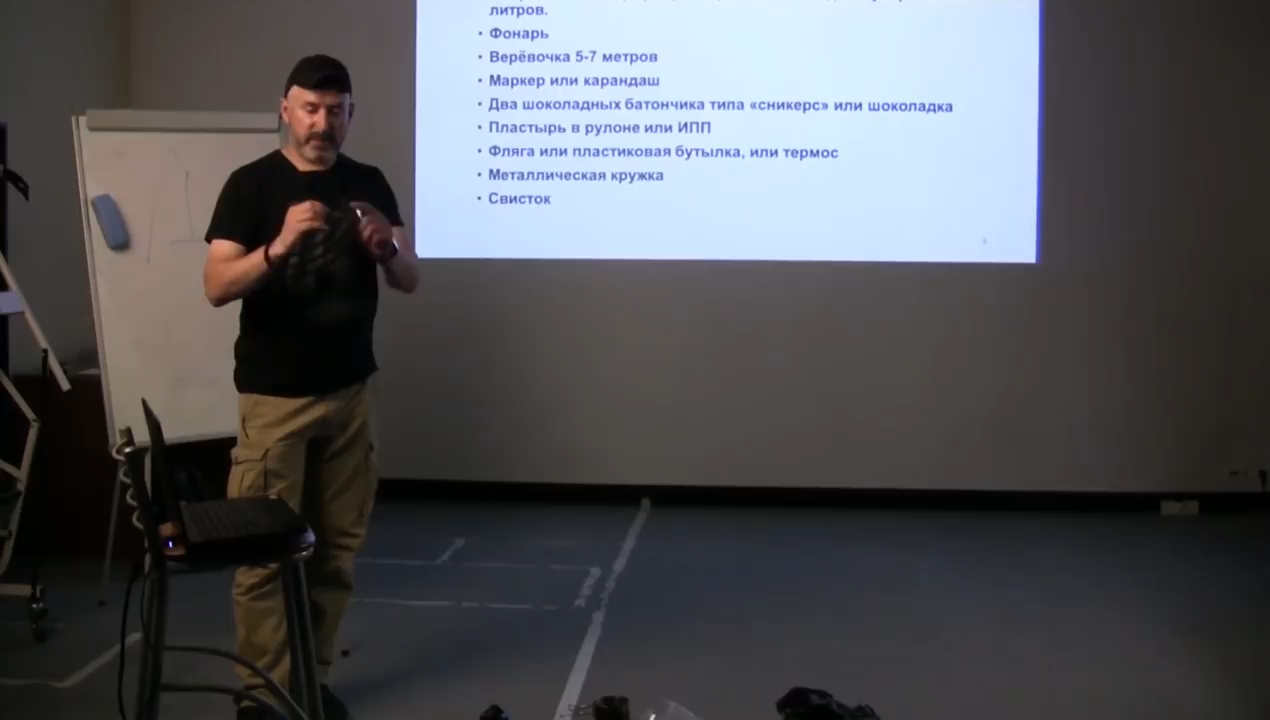 литров.
• Фонарь
• Верёвочка 5-7 метров
• Маркер или карандаш
• Два шоколадных батончика типа «сникерс» или шоколадка
• Пластырь в рулоне или ИПП
• Фляга или пластиковая бутылка, или термос
• Металлическая кружка
• Свисток